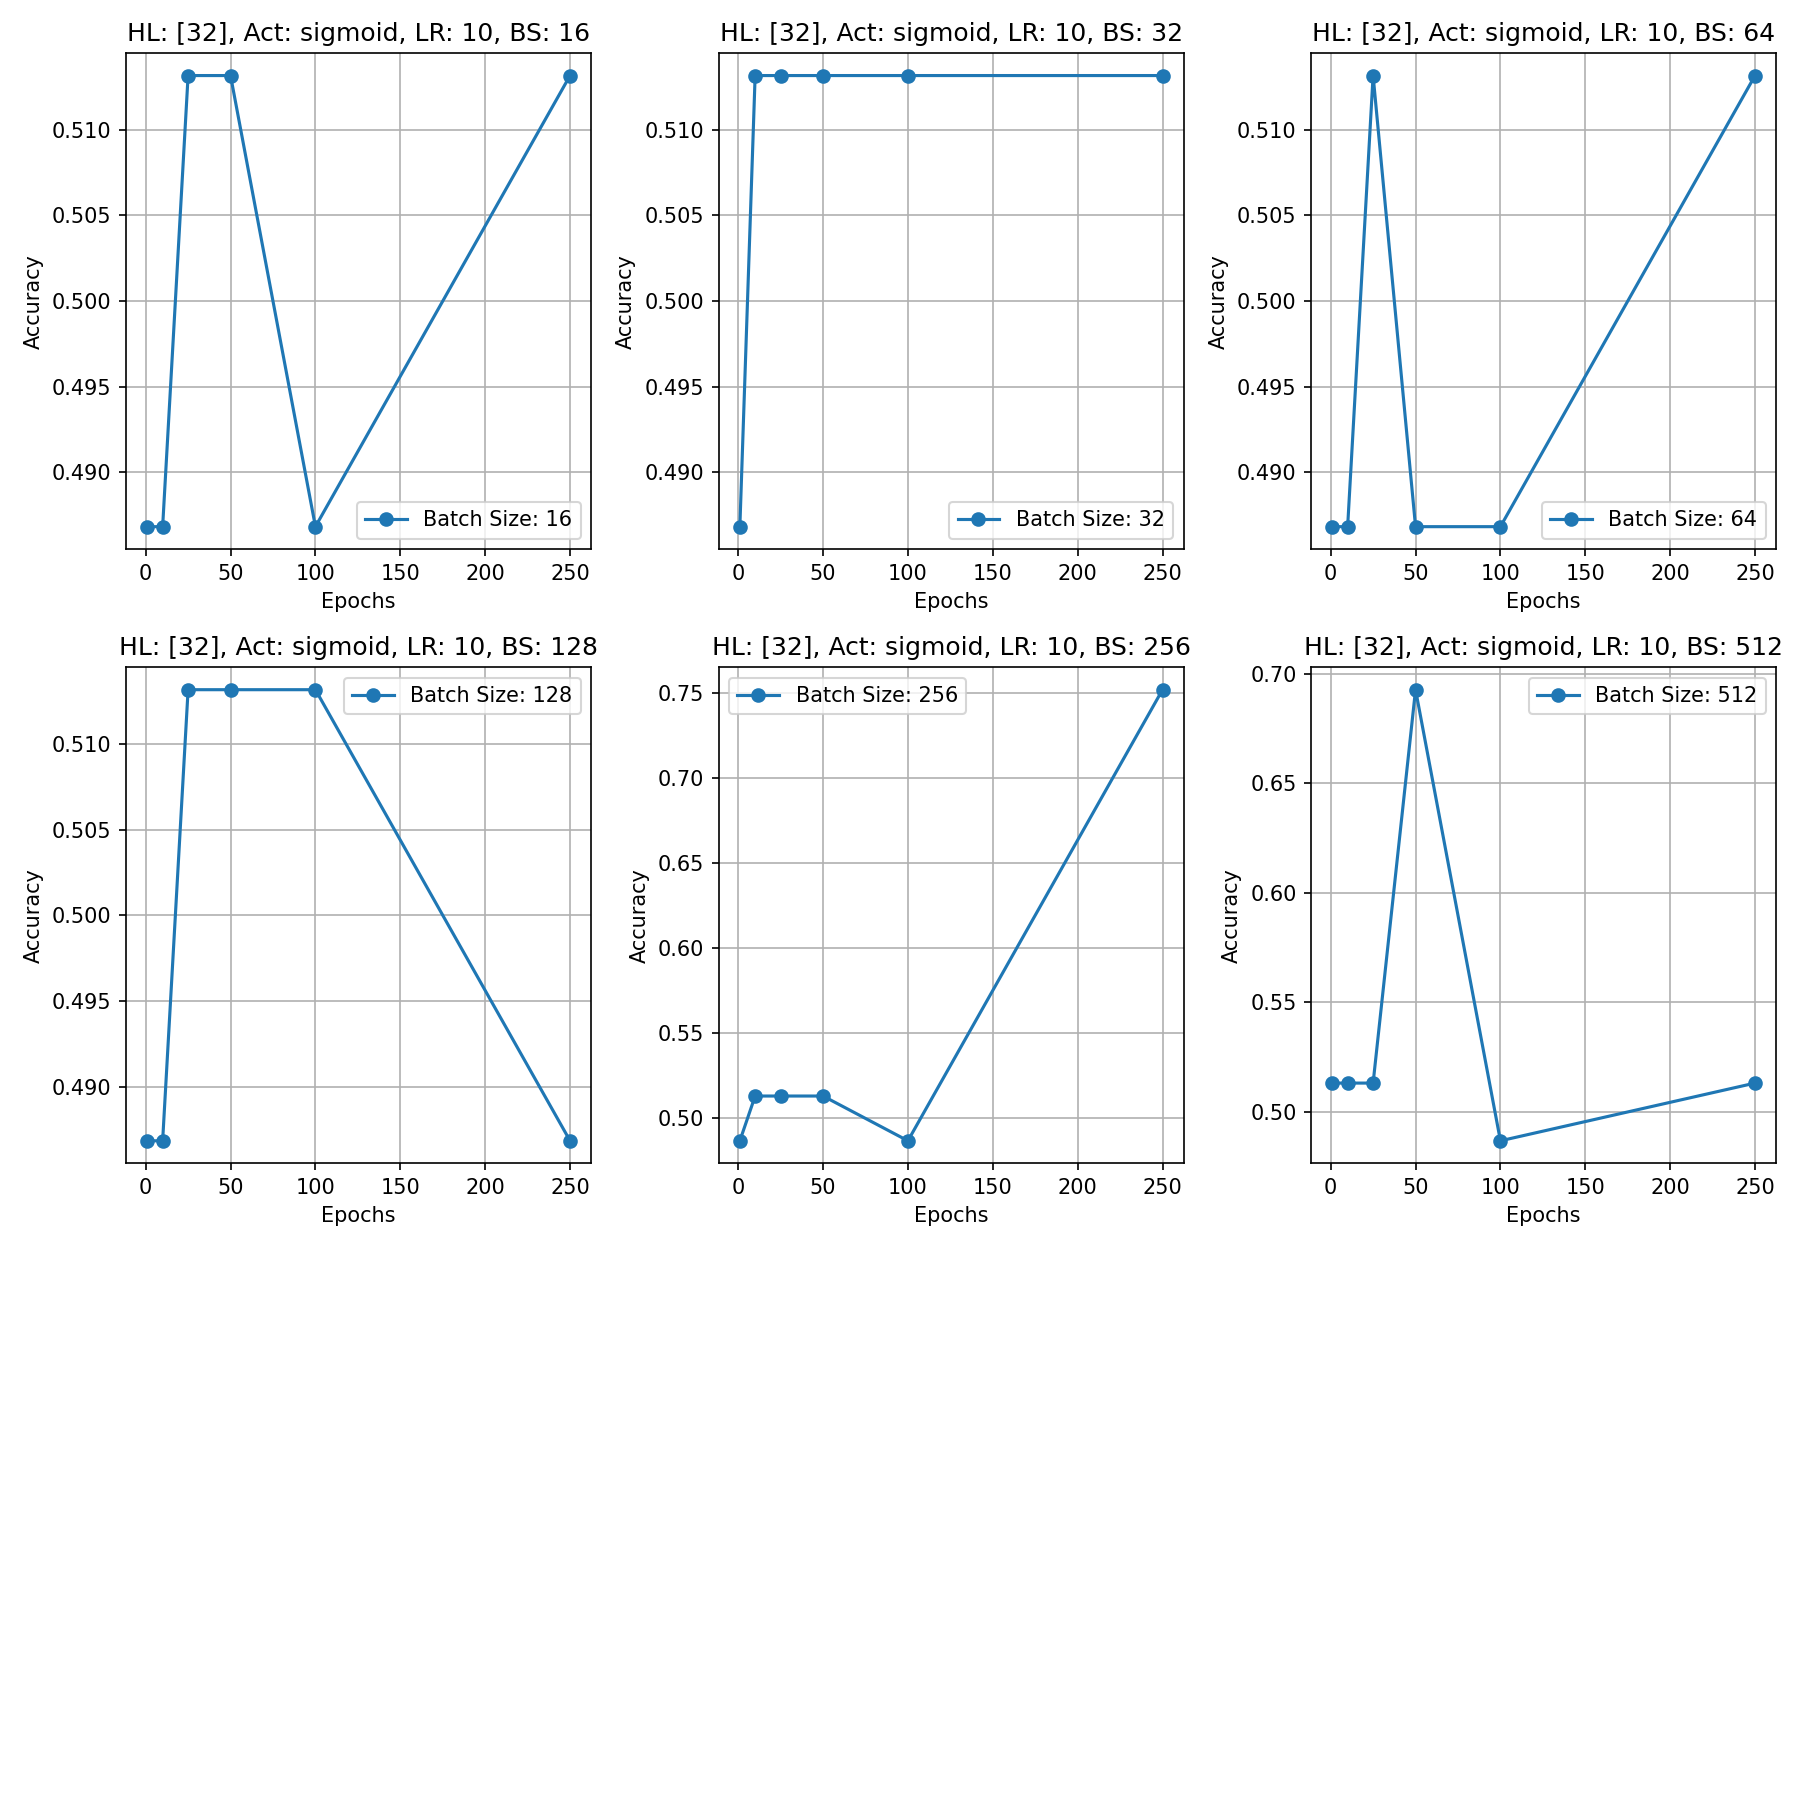 HL: [32], Act: sigmoid, LR: 10, BS: 16
0.510
0.505
0.500
0.495
0.490
Accuracy
Batch Size: 16
0 50 100 150 200 250
Epochs
HL: [32], Act: sigmoid, LR: 10, BS: 32
0.510
0.505
0.500
0.495
0.490
Accuracy
Batch Size: 32
0 50 100 150 200 250
Epochs
HL: [32], Act: sigmoid, LR: 10, BS: 64
0.510
0.505
0.500
0.495
0.490
Accuracy
Batch Size: 64
0 50 100 150 200 250
Epochs
HL: [32], Act: sigmoid, LR: 10, BS: 128
Batch Size: 128
0.510
0.505
0.500
0.495
0.490
Accuracy
0 50 100 150 200 250
Epochs
HL: [32], Act: sigmoid, LR: 10, BS: 256
Batch Size: 256
0.75
0.70
0.65
0.60
0.55
0.50
Accuracy
0 50 100 150 200 250
Epochs
HL: [32], Act: sigmoid, LR: 10, BS: 512
Batch Size: 512
0.70
0.65
0.60
0.55
0.50
Accuracy
0 50 100 150 200 250
Epochs